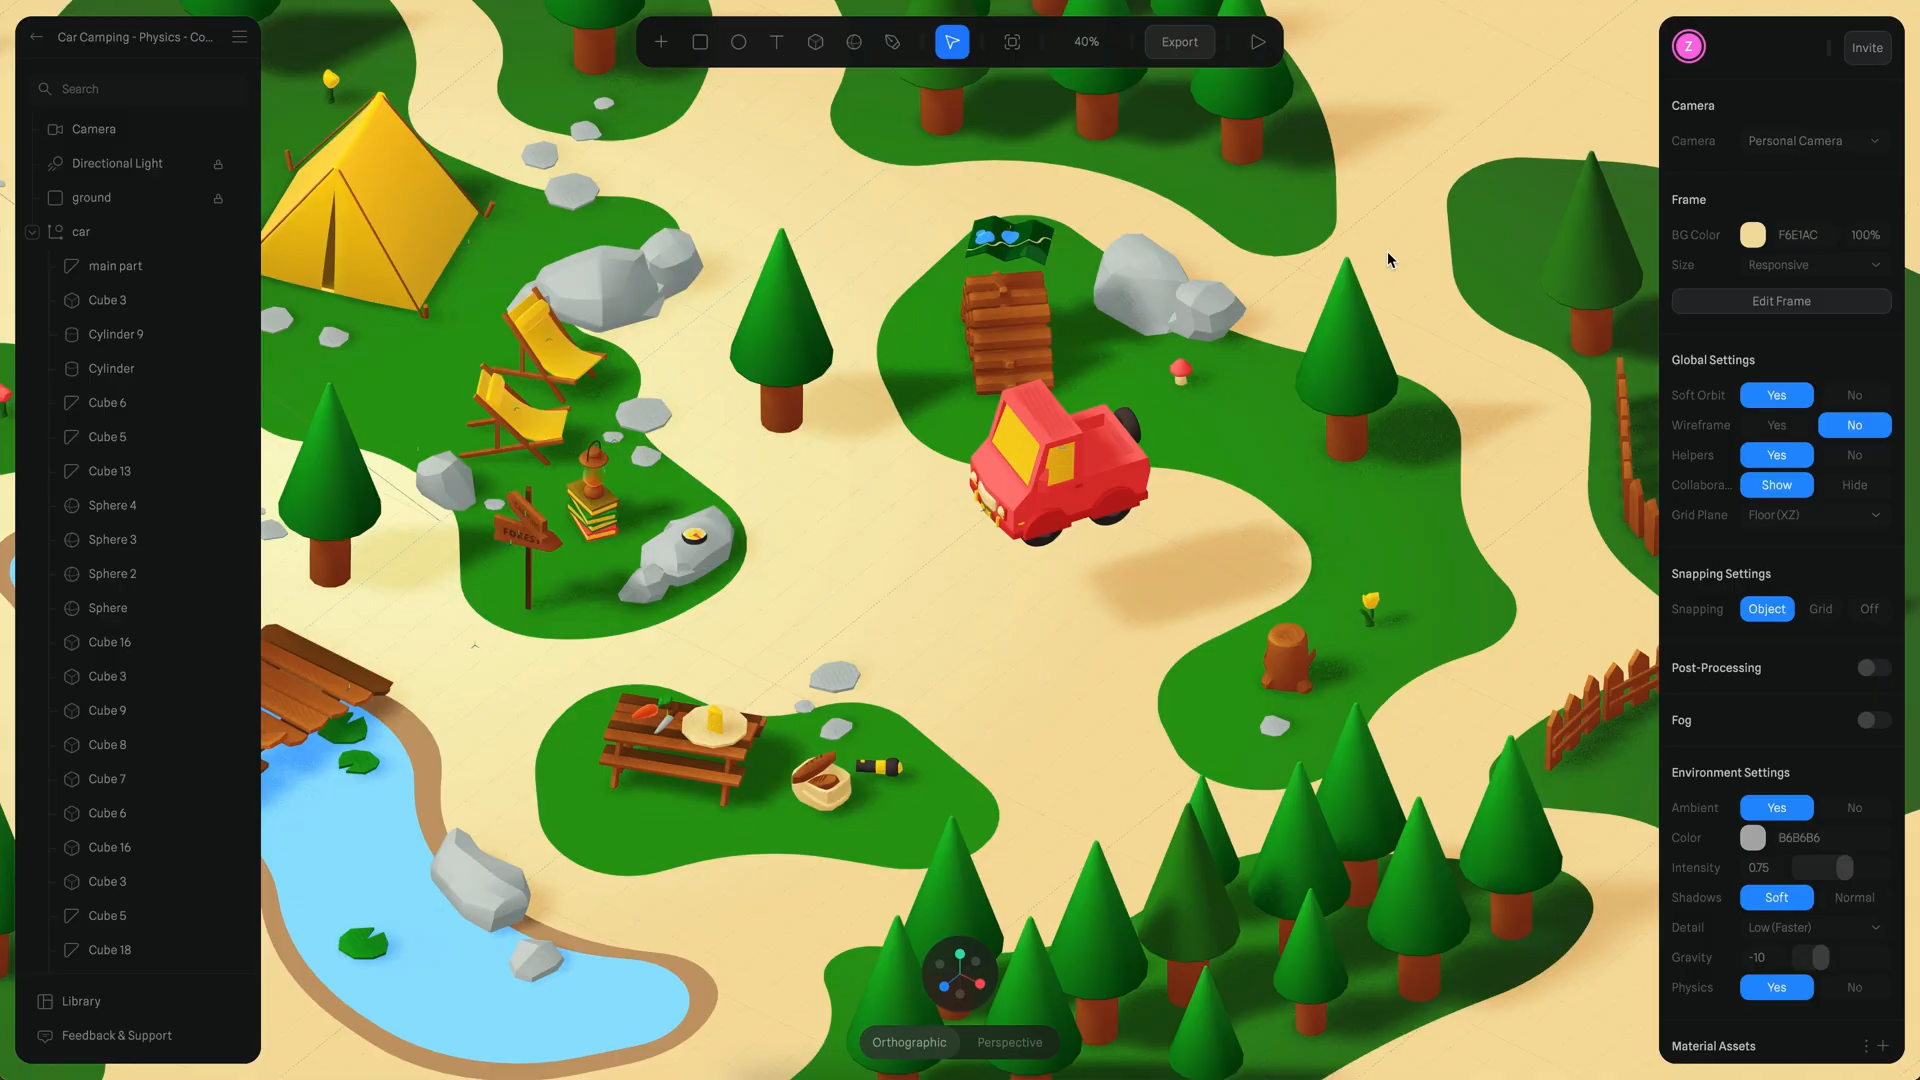 Car Camping - Physics - Co...
Search
Camera
Directional Light
ground
car
main part
Cube 3
Cylinder 9
Cylinder
Cube 6
Cube 5
Cube 13
Sphere 4
Sphere 3
Sphere 2
Sphere
Cube 16
Cube 3
Cube 9
Cube 8
Cube 7
Cube 6
Cube 16
Cube 3
Cube 5
Cube 18
Library
Feedback & Support
40%
Export
FOREST
Orthographic
Perspective
Z
Invite
Camera
Camera Personal Camera
Frame
BG Color F6E1AC 100%
Size Responsive
Edit Frame
Global Settings
Soft Orbit Yes No
Wireframe Yes No
Helpers Yes No
Collabora... Show Hide
Grid Plane Floor (XZ)
Snapping Settings
Snapping Object Grid Off
Post-Processing
Fog
Environment Settings
Ambient Yes No
Color B6B6B6
Intensity 0.75
Shadows Soft Normal
Detail Low (Faster)
Gravity -10
Physics Yes No
Material Assets